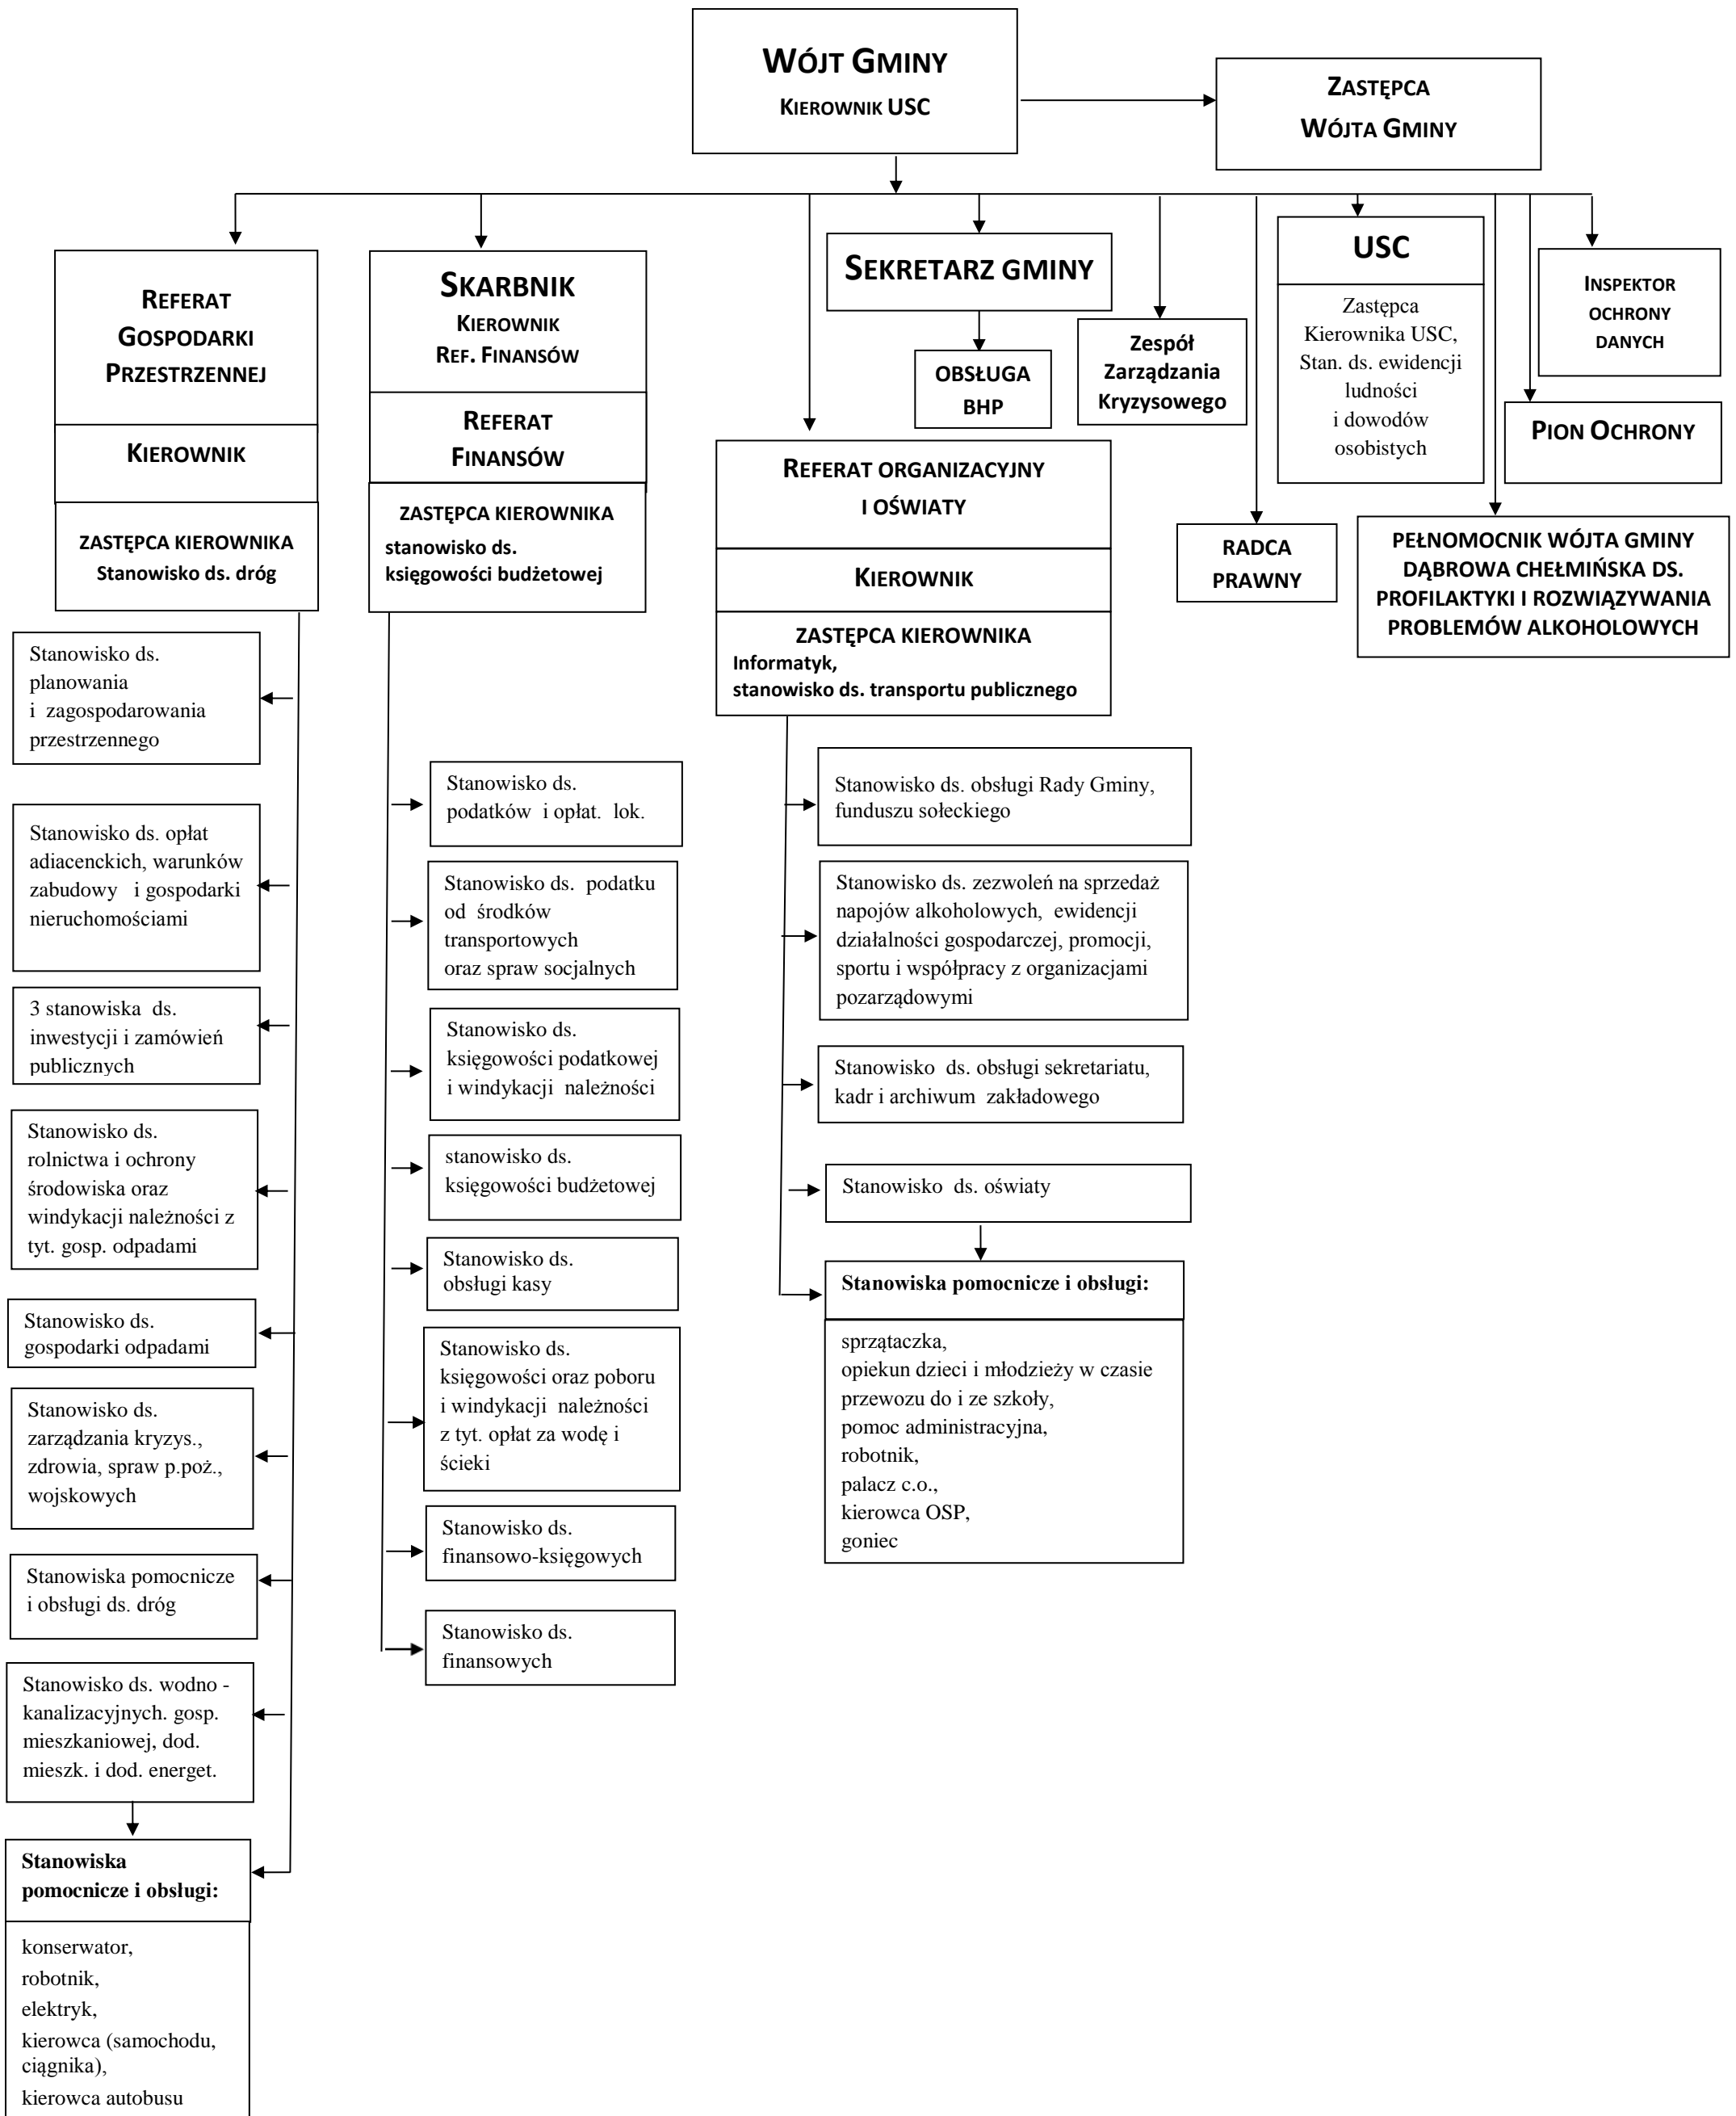 WÓJT GMINY
KIEROWNIK USC
ZASTĘPCA
WÓJTA GMINY
REFERAT
GOSPODARKI
PRZESTRZENNEJ
KIEROWNIK
ZASTĘPCA KIEROWNIKA
Stanowisko ds. dróg
Stanowisko ds.
planowania
i zagospodarowania
przestrzennego
Stanowisko ds. opłat
adiacenckich, warunków
zabudowy i gospodarki
nieruchomościami
3 stanowiska ds.
inwestycji i zamówień
publicznych
Stanowisko ds.
rolnictwa i ochrony
środowiska oraz
windykacji należności z
tyt. gosp. odpadami
Stanowisko ds.
gospodarki odpadami
Stanowisko ds.
zarządzania kryzys.,
zdrowia, spraw p.poż.,
wojskowych
Stanowiska pomocnicze
i obsługi ds. dróg
Stanowisko ds. wodno -
kanalizacyjnych. gosp.
mieszkaniowej, dod.
mieszk. i dod. energet.
Stanowiska
pomocnicze i obsługi:
konserwator,
robotnik,
elektryk,
kierowca (samochodu,
ciągnika),
kierowca autobusu
SKARBNIK
KIEROWNIK
REF. FINANSÓW
REFERAT
FINANSÓW
ZASTĘPCA KIEROWNIKA
stanowisko ds.
księgowości budżetowej
Stanowisko ds.
podatków i opłat. lok.
Stanowisko ds. podatku
od środków
transportowych
oraz spraw socjalnych
Stanowisko ds.
księgowości podatkowej
i windykacji należności
stanowisko ds.
księgowości budżetowej
Stanowisko ds.
obsługi kasy
Stanowisko ds.
księgowości oraz poboru
i windykacji należności
z tyt. opłat za wodę i
ścieki
Stanowisko ds.
finansowo-księgowych
Stanowisko ds.
finansowych
SEKRETARZ GMINY
OBSŁUGA
BHP
REFERAT ORGANIZACYJNY
I OŚWIATY
KIEROWNIK
ZASTĘPCA KIEROWNIKA
Informatyk,
stanowisko ds. transportu publicznego
Stanowisko ds. obsługi Rady Gminy,
funduszu sołeckiego
Stanowisko ds. zezwoleń na sprzedaż
napojów alkoholowych, ewidencji
działalności gospodarczej, promocji,
sportu i współpracy z organizacjami
pozarządowymi
Stanowisko ds. obsługi sekretariatu,
kadr i archiwum zakładowego
Stanowisko ds. oświaty
Stanowiska pomocnicze i obsługi:
sprzątaczka,
opiekun dzieci i młodzieży w czasie
przewozu do i ze szkoły,
pomoc administracyjna,
robotnik,
palacz c.o.,
kierowca OSP,
goniec
Zespół
Zarządzania
Kryzysowego
RADCA
PRAWNY
USC
Zastępca
Kierownika USC,
Stan. ds. ewidencji
ludności
i dowodów
osobistych
PEŁNOMOCNIK WÓJTA GMINY
DĄBROWA CHEŁMIŃSKA DS.
PROFILAKTYKI I ROZWIĄZYWANIA
PROBLEMÓW ALKOHOLOWYCH
INSPEKTOR
OCHRONY
DANYCH
PION OCHRONY